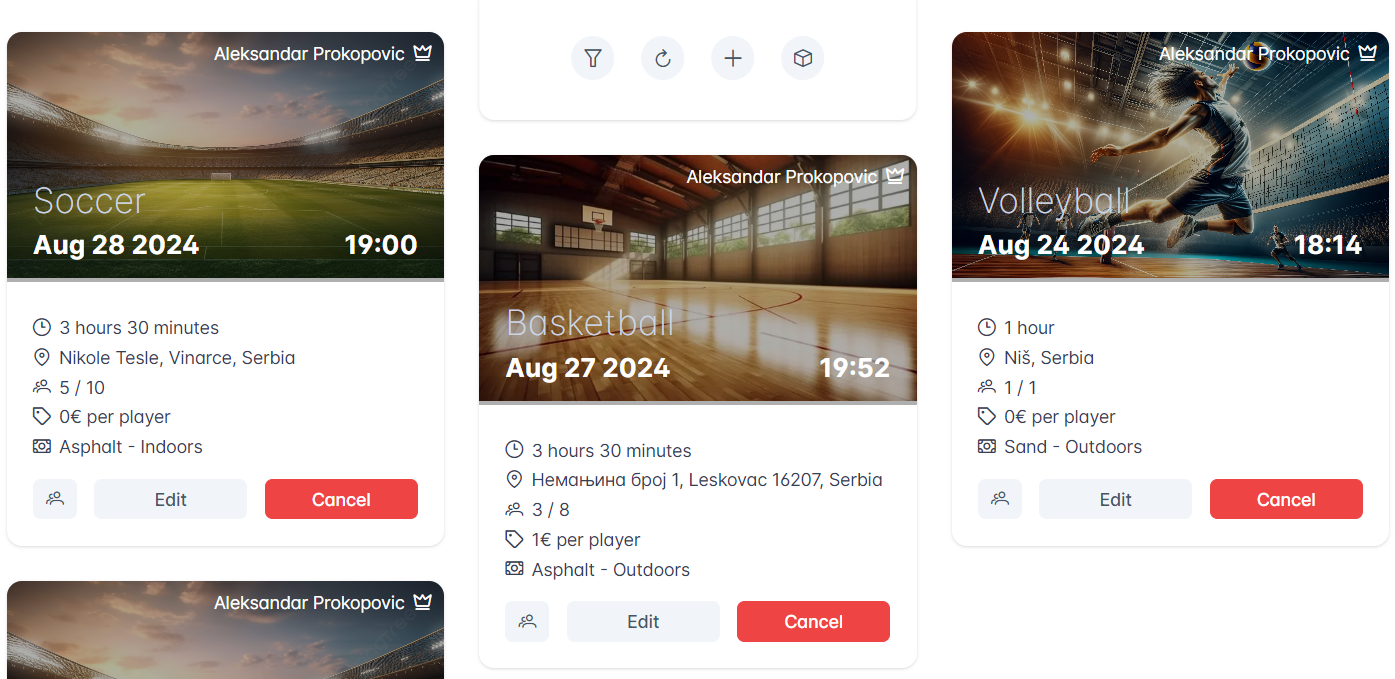 Aleksandar Prokopovic
Soccer
Aug 28 2024 19:00
3 hours 30 minutes
Nikole Tesle, Vinarce, Serbia
5 / 10
0€ per player
Asphalt - Indoors
Edit Cancel
Aleksandar Prokopovic
Aleksandar Prokopovic
Basketball
Aug 27 2024 19:52
3 hours 30 minutes
Немањина број 1, Leskovac 16207, Serbia
3 / 8
1€ per player
Asphalt - Outdoors
Edit Cancel
Aleksandar Prokopovic
Volleyball
Aug 24 2024 18:14
1 hour
Niš, Serbia
1 / 1
0€ per player
Sand - Outdoors
Edit Cancel